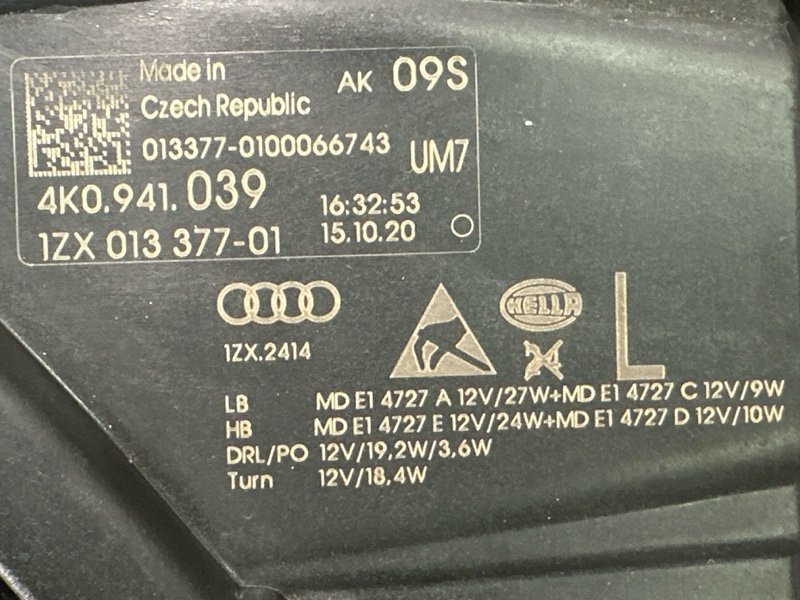 Made in
Czech Republic
AK 09S
013377-0100066743
UM7
4K0.941.039
16:32:53
1ZX 013 377-01
15.10.20
1ZX.2414
HELLA
L
LB MD E1 4727 A 12V/27W+MD E1 4727 C 12V/9W
HB MD E1 4727 E 12V/24W+MD E1 4727 D 12V/10W
DRL/PO 12V/19,2W/3,6W
Turn 12V/18,4W